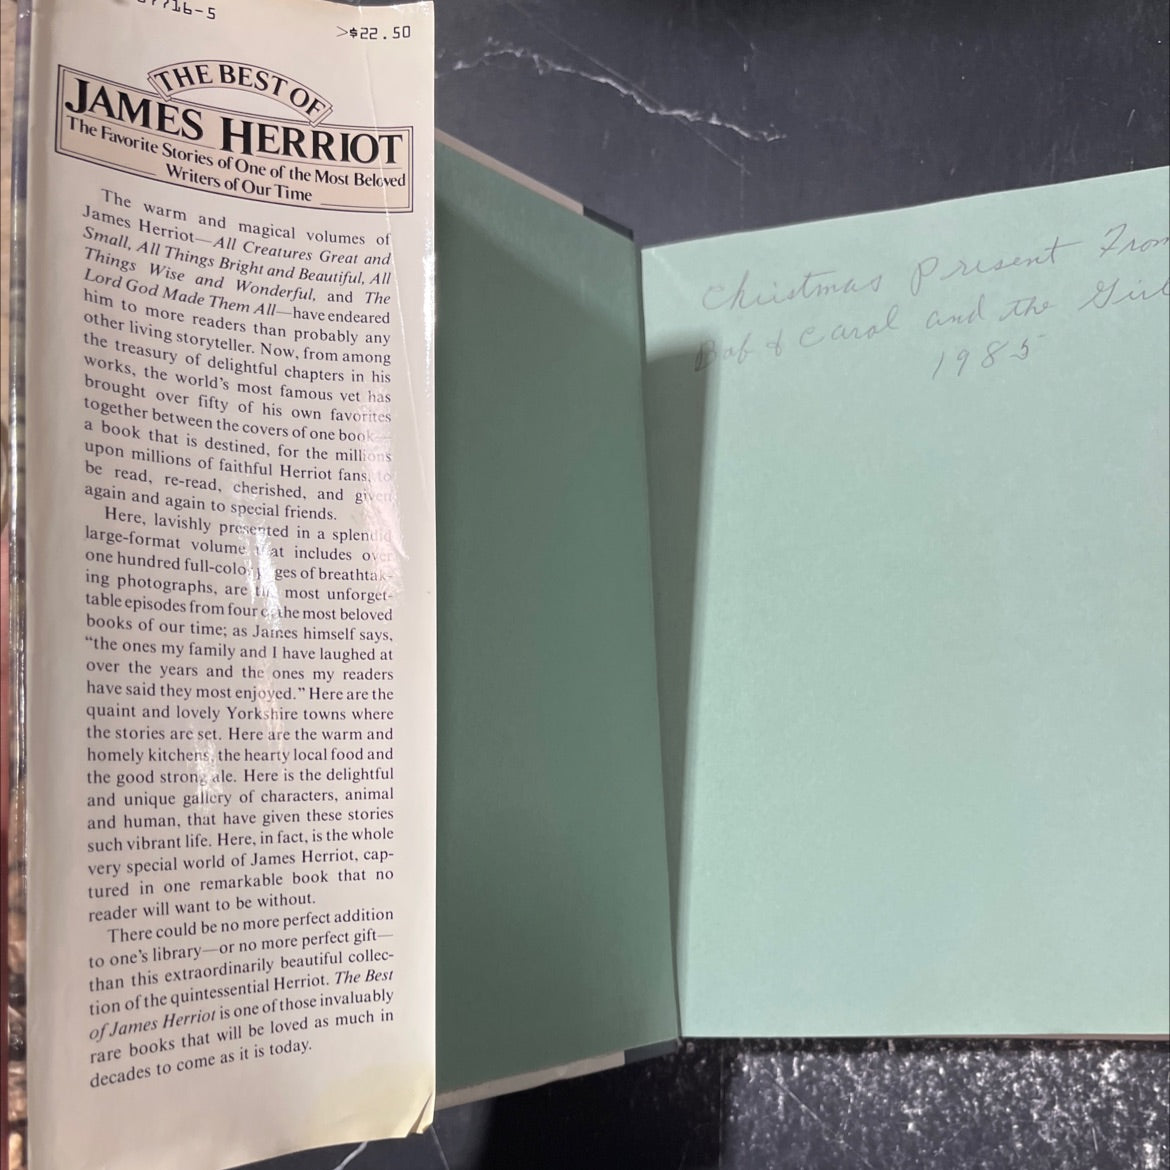 7716-5
>$22.50
THE BEST OF
JAMES HERRIOT
The Favorite Stories of One of the Most Beloved
Writers of Our Time
The warm and magical volumes of
James Herriot—All Creatures Great and
Small, All Things Bright and Beautiful, All
Things Wise and Wonderful, and The
Lord God Made Them All—have endeared
him to more readers than probably any
other living storyteller. Now, from among
the treasury of delightful chapters in his
works, the world's most famous vet has
brought over fifty of his own favorites
together between the covers of one book—
a book that is destined, for the millions
upon millions of faithful Herriot fans, to
be read, re-read, cherished, and given
again and again to special friends.
Here, lavishly presented in a splendid
large-format volume that includes over
one hundred full-color pages of breathtak-
ing photographs, are the most unforget-
table episodes from four of the most beloved
books of our time; as James himself says,
“the ones my family and I have laughed at
over the years and the ones my readers
have said they most enjoyed.” Here are the
quaint and lovely Yorkshire towns where
the stories are set. Here are the warm and
homely kitchens, the hearty local food and
the good strong ale. Here is the delightful
and unique gallery of characters, animal
and human, that have given these stories
such vibrant life. Here, in fact, is the whole
very special world of James Herriot, cap-
tured in one remarkable book that no
reader will want to be without.
There could be no more perfect addition
to one's library—or no more perfect gift—
than this extraordinarily beautiful collec-
tion of the quintessential Herriot. The Best
of James Herriot is one of those invaluably
rare books that will be loved as much in
decades to come as it is today.
Christmas Present From
Bob & Carol and the Girl
1985